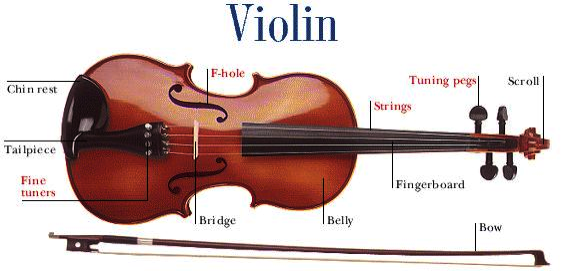 Violin
F-hole
Tuning pegs
Scroll
Chin rest
Strings
Tailpiece
Fine
tuners
Fingerboard
Bridge
Belly
Bow